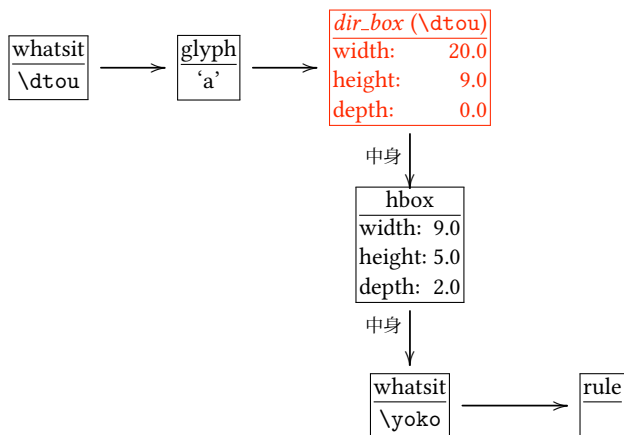 whatsit
\dtou
glyph
‘a’
dir_box (\dtou)
width: 20.0
height: 9.0
depth: 0.0
中身
hbox
width: 9.0
height: 5.0
depth: 2.0
中身
whatsit
\yoko
rule